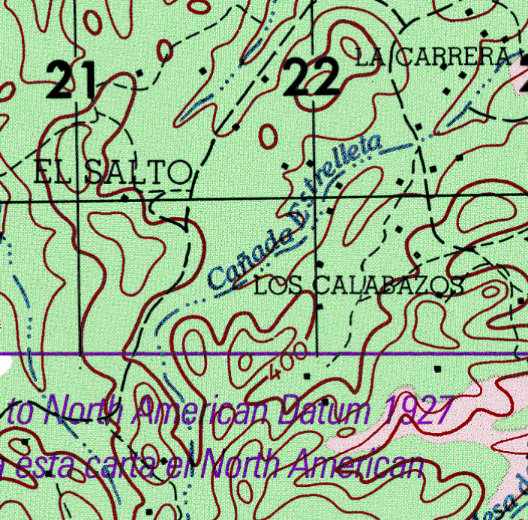 LA CARRERA
21
22
EL SALTO
Cañada Estrelleta
LOS CALABAZOS
400
to North American Datum 1927
esta carta el North American